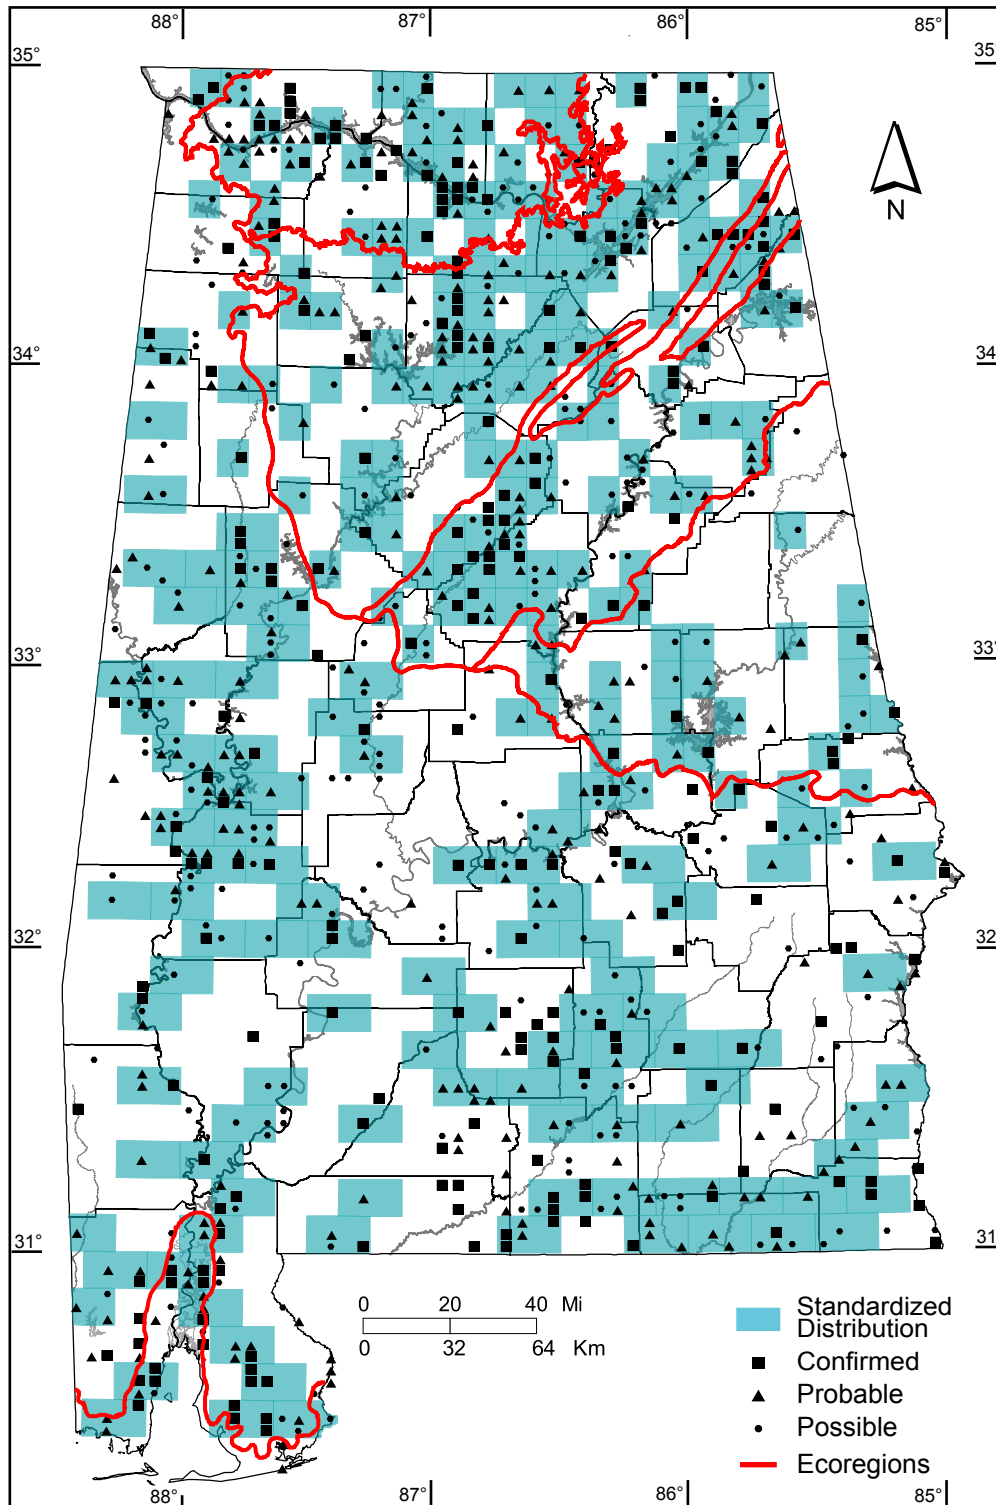 88° 87° 86° 85°
35° 35°
N
34° 34°
33° 33°
32° 32
31° 31
0 20 40 Mi
0 32 64 Km
Standardized
Distribution
Confirmed
Probable
Possible
Ecoregions
88° 87° 86° 85°